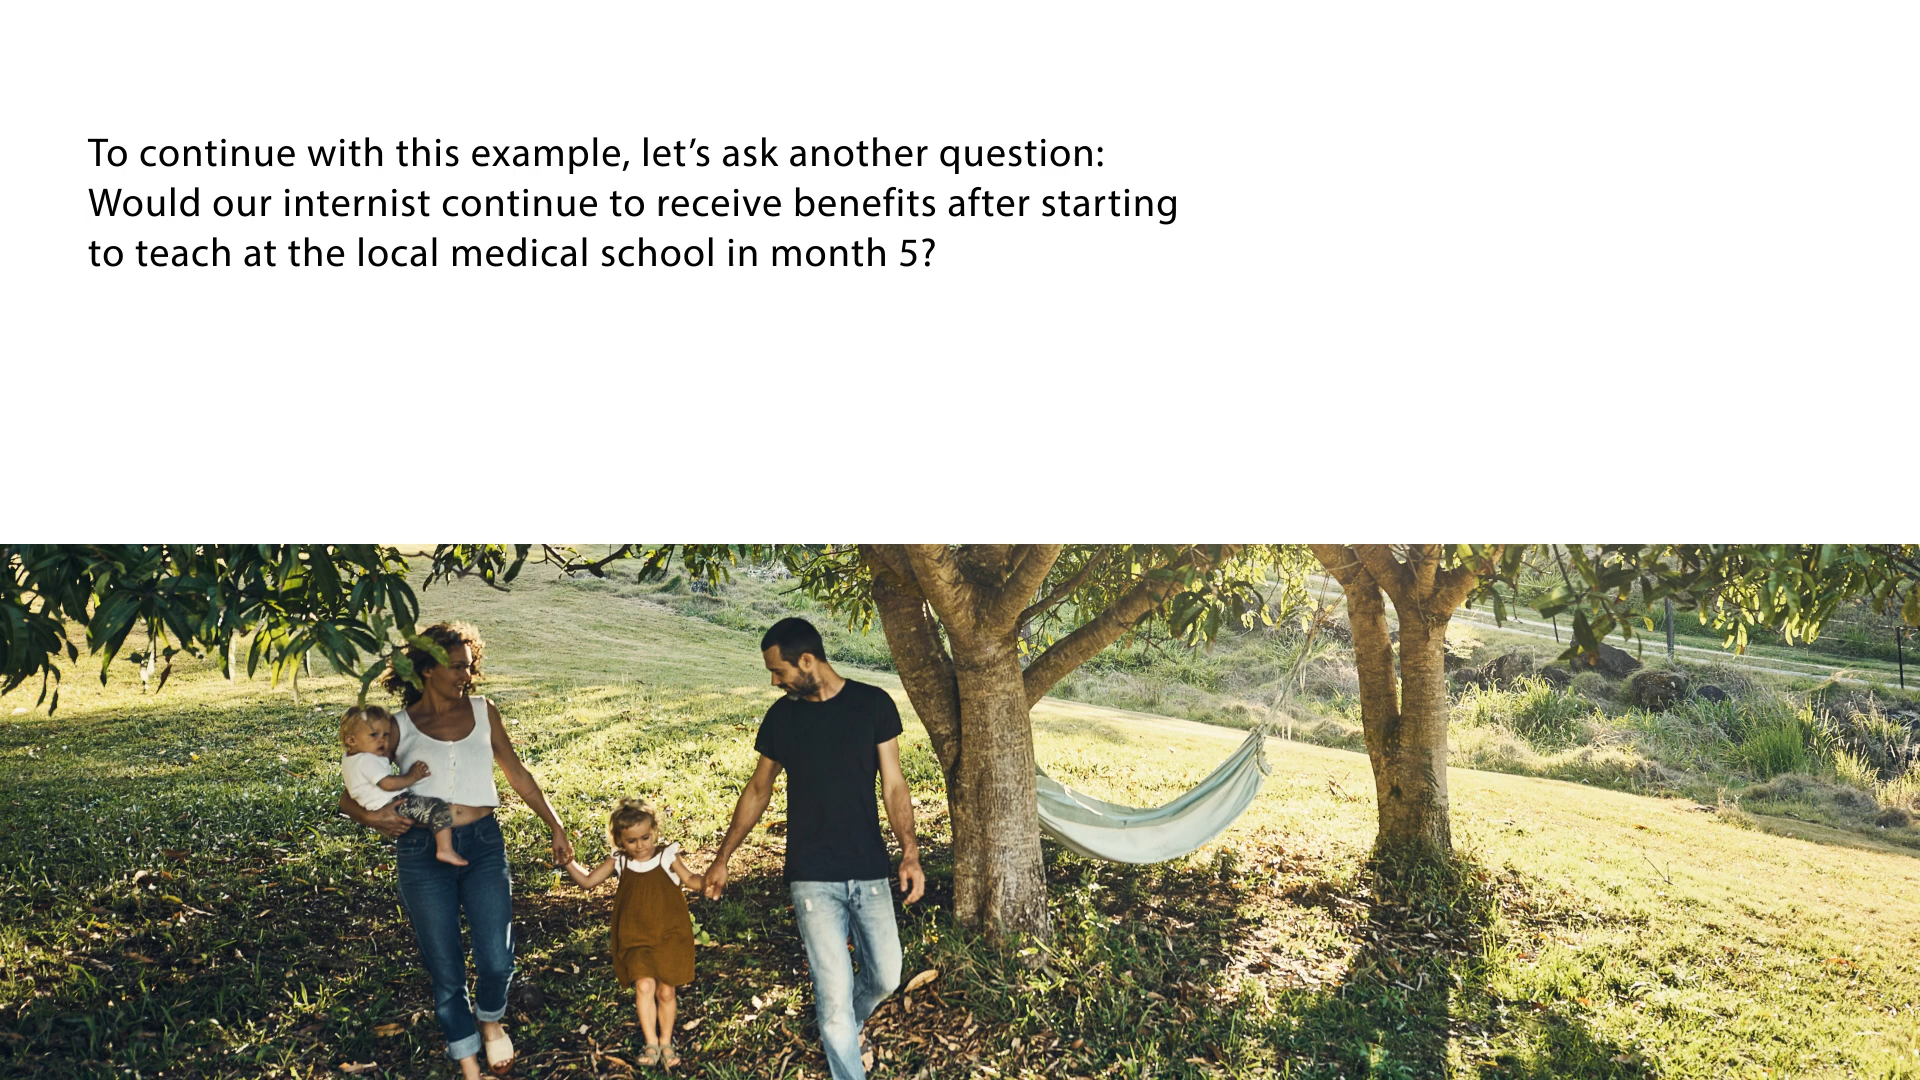 To continue with this example, let’s ask another question:
Would our internist continue to receive benefits after starting
to teach at the local medical school in month 5?